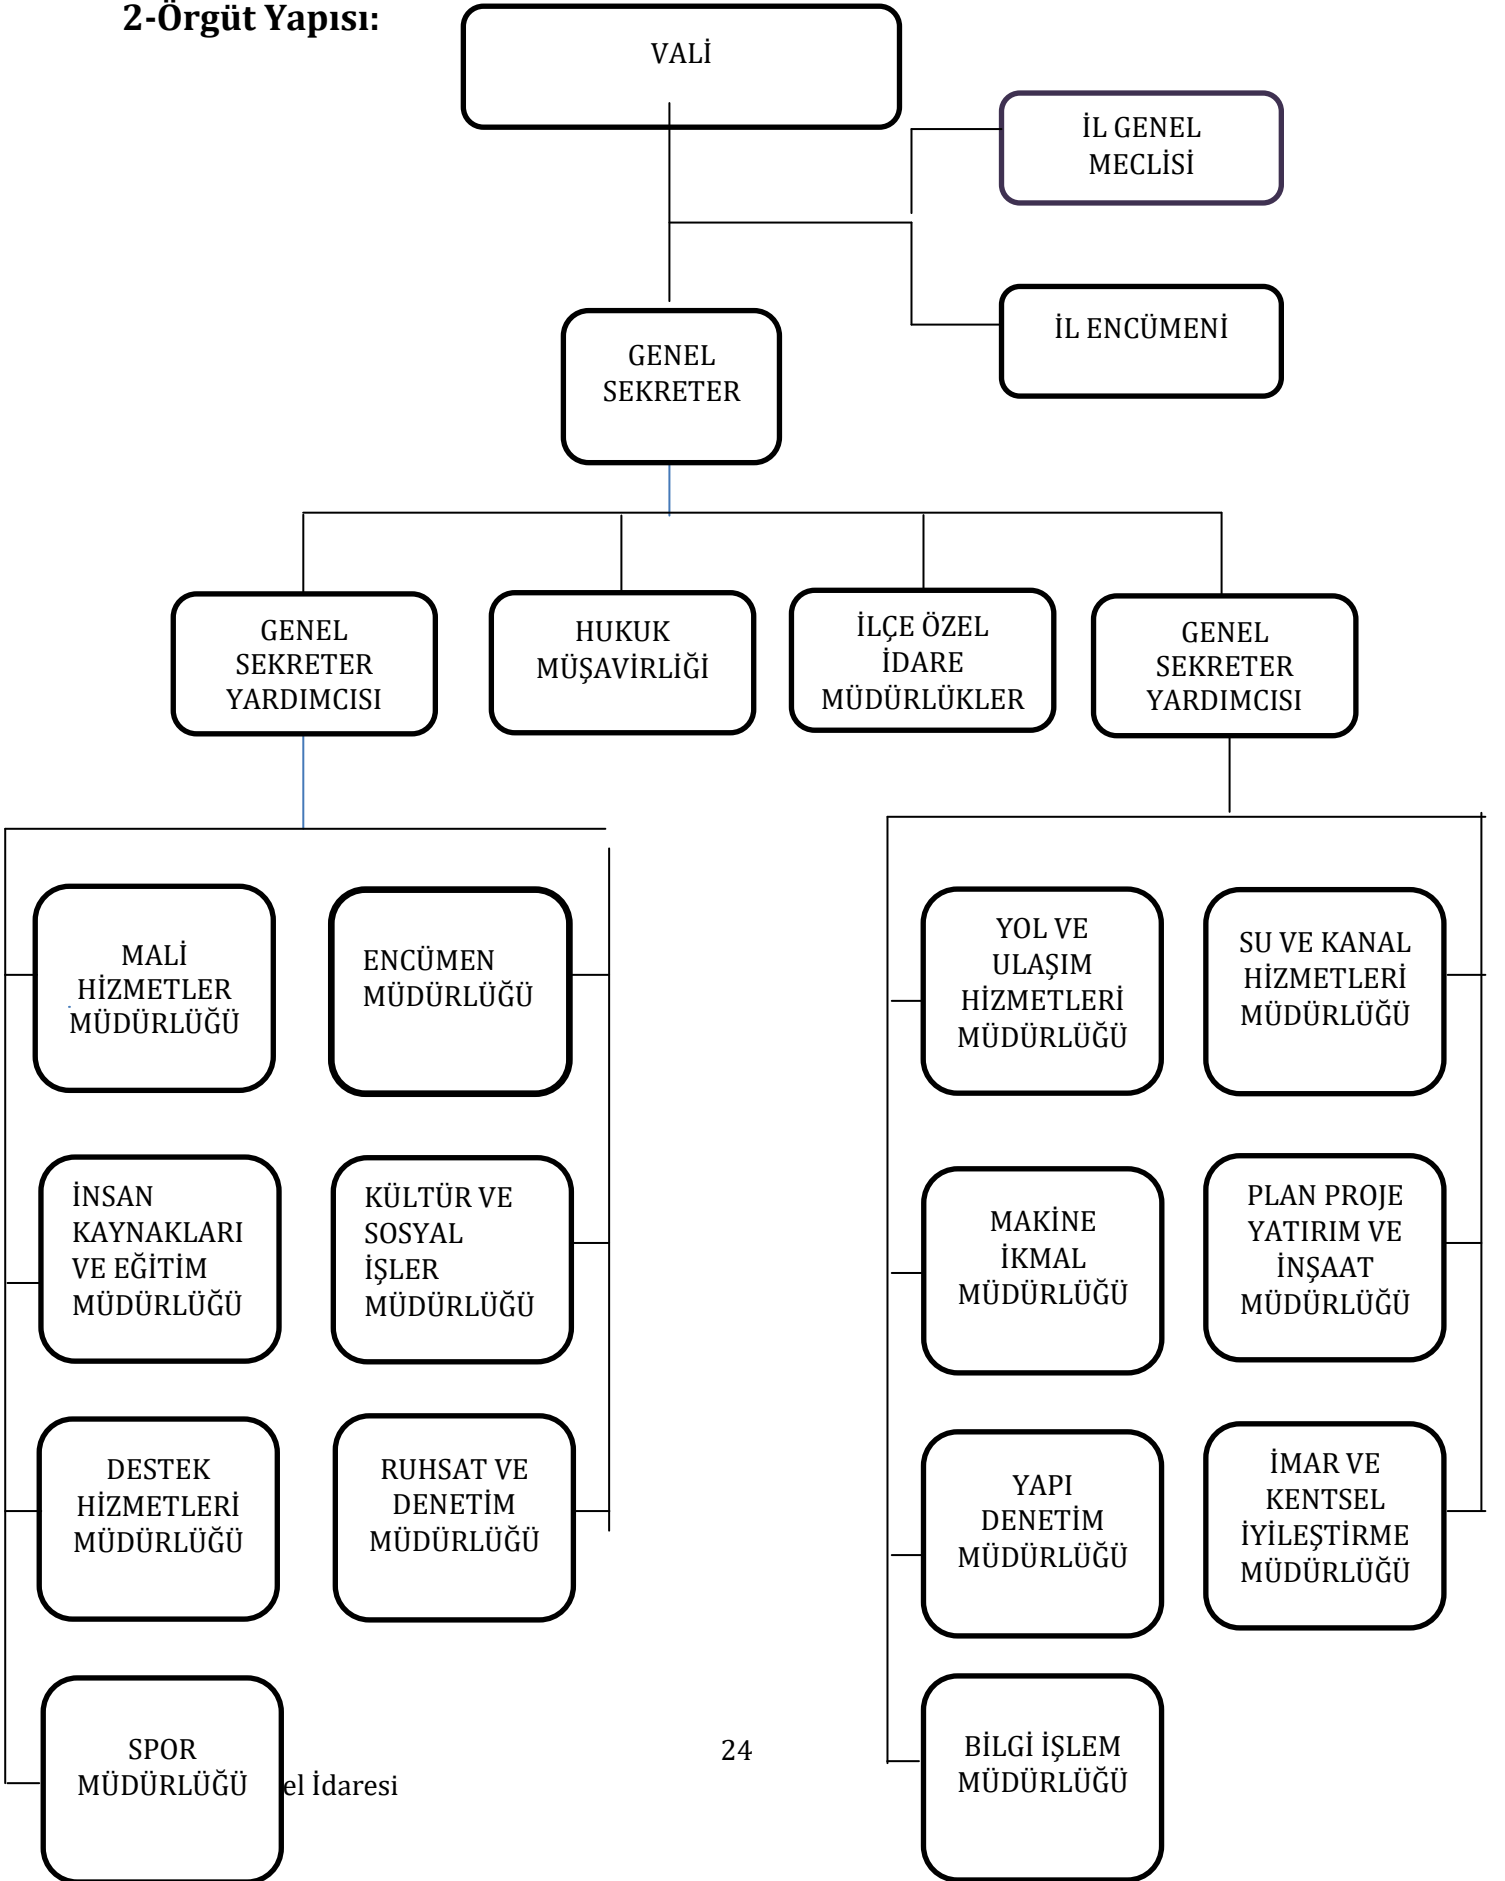 2-Örgüt Yapısı:
VALİ
İL GENEL
MECLİSİ
İL ENCÜMENİ
GENEL
SEKRETER
GENEL
SEKRETER
YARDIMCISI
HUKUK
MÜŞAVİRLİĞİ
İLÇE ÖZEL
İDARE
MÜDÜRLÜKLER
GENEL
SEKRETER
YARDIMCISI
MALİ
HİZMETLER
MÜDÜRLÜĞÜ
ENCÜMEN
MÜDÜRLÜĞÜ
YOL VE
ULAŞIM
HİZMETLERİ
MÜDÜRLÜĞÜ
SU VE KANAL
HİZMETLERİ
MÜDÜRLÜĞÜ
İNSAN
KAYNAKLARI
VE EĞİTİM
MÜDÜRLÜĞÜ
KÜLTÜR VE
SOSYAL
İŞLER
MÜDÜRLÜĞÜ
MAKİNE
İKMAL
MÜDÜRLÜĞÜ
PLAN PROJE
YATIRIM VE
İNŞAAT
MÜDÜRLÜĞÜ
DESTEK
HİZMETLERİ
MÜDÜRLÜĞÜ
RUHSAT VE
DENETİM
MÜDÜRLÜĞÜ
YAPI
DENETİM
MÜDÜRLÜĞÜ
İMAR VE
KENTSEL
İYİLEŞTİRME
MÜDÜRLÜĞÜ
SPOR
MÜDÜRLÜĞÜ
BİLGİ İŞLEM
MÜDÜRLÜĞÜ
24
el İdaresi